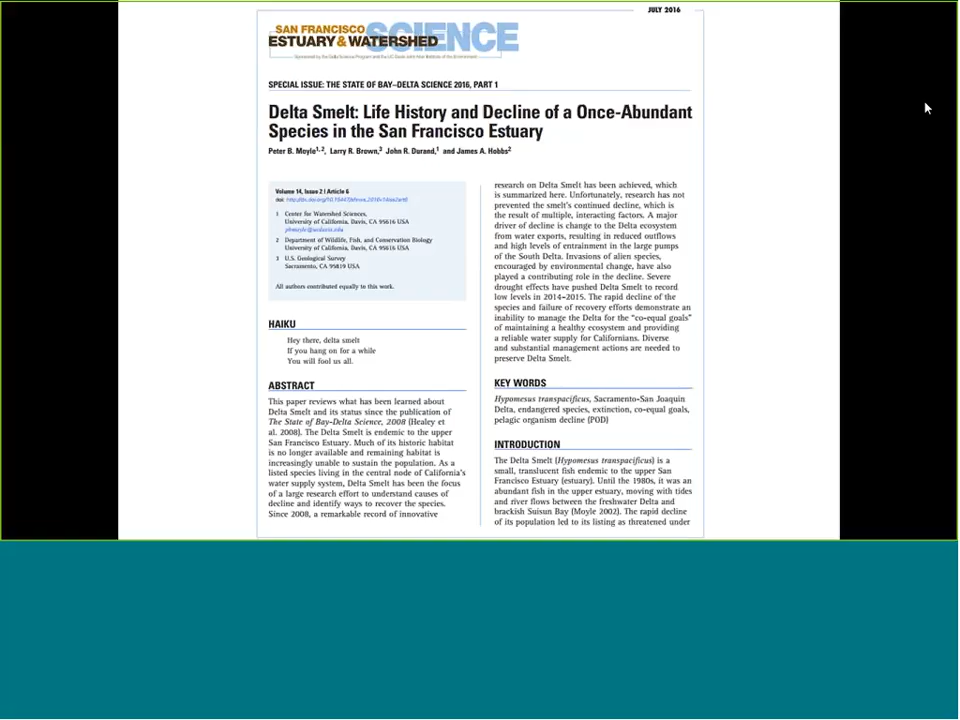 JULY 2016
SAN FRANCISCO
ESTUARY & WATERSHED
SCIENCE
Sponsored by the Delta Science Program and the UC Davis
SPECIAL ISSUE: THE STATE OF BAY–DELTA SCIENCE 2016, PART 1
Delta Smelt: Life History and Decline of a Once-Abundant
Species in the San Francisco Estuary
Peter B. Moyle1, 2, Larry R. Brown,3 John R. Durand,1 and James A. Hobbs2
Volume 14, Issue 2 | Article 6
doi:
1 Center for Watershed Sciences,
University of California, Davis, CA 95616 USA
pbmoyle@ucdavis.edu
2 Department of Wildlife, Fish, and Conservation Biology
University of California, Davis, CA 95616 USA
3 U.S. Geological Survey
Sacramento, CA 95819 USA
All authors contributed equally to this work.
HAIKU
Hey there, delta smelt
If you hang on for a while
You will fool us all.
ABSTRACT
This paper reviews what has been learned about
Delta Smelt and its status since the publication of
The State of Bay-Delta Science, 2008 (Healey et
al. 2008). The Delta Smelt is endemic to the upper
San Francisco Estuary. Much of its historic habitat
is no longer available and remaining habitat is
increasingly unable to sustain the population. As a
listed species living in the central node of California's
water supply system, Delta Smelt has been the focus
of a large research effort to understand causes of
decline and identify ways to recover the species.
Since 2008, a remarkable record of innovative
research on Delta Smelt has been achieved, which
is summarized here. Unfortunately, research has not
prevented the smelt's continued decline, which is
the result of multiple, interacting factors. A major
driver of decline is change to the Delta ecosystem
from water exports, resulting in reduced outflows
and high levels of entrainment in the large pumps
of the South Delta. Invasions of alien species,
encouraged by environmental change, have also
played a contributing role in the decline. Severe
drought effects have pushed Delta Smelt to record
low levels in 2014–2015. The rapid decline of the
species and failure of recovery efforts demonstrate an
inability to manage the Delta for the “co-equal goals”
of maintaining a healthy ecosystem and providing
a reliable water supply for Californians. Diverse
and substantial management actions are needed to
preserve Delta Smelt.
KEY WORDS
Hypomesus transpacificus, Sacramento–San Joaquin
Delta, endangered species, extinction, co-equal goals,
pelagic organism decline (POD)
INTRODUCTION
The Delta Smelt (Hypomesus transpacificus) is a
small, translucent fish endemic to the upper San
Francisco Estuary (estuary). Until the 1980s, it was an
abundant fish in the upper estuary, moving with tides
and river flows between the freshwater Delta and
brackish Suisun Bay (Moyle 2002). The rapid decline
of its population led to its listing as threatened under